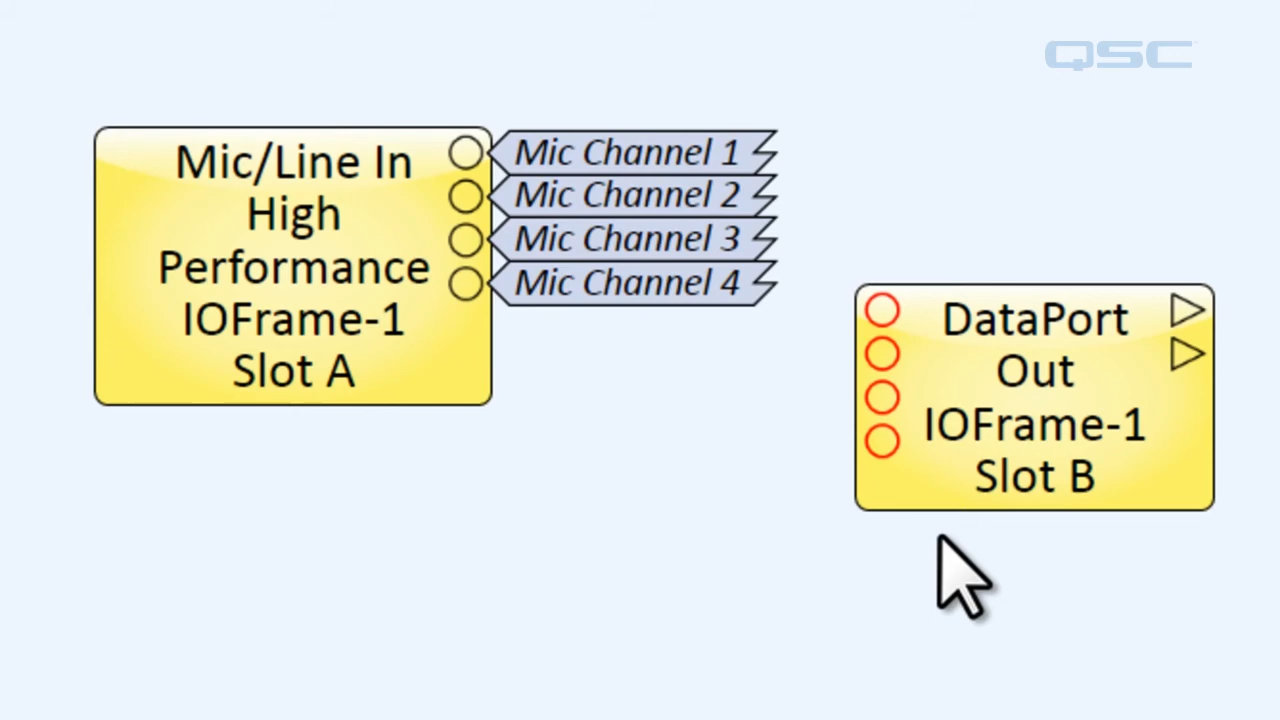 QSC
Mic/Line In
High
Performance
IOFrame-1
Slot A
Mic Channel 1
Mic Channel 2
Mic Channel 3
Mic Channel 4
DataPort
Out
IOFrame-1
Slot B